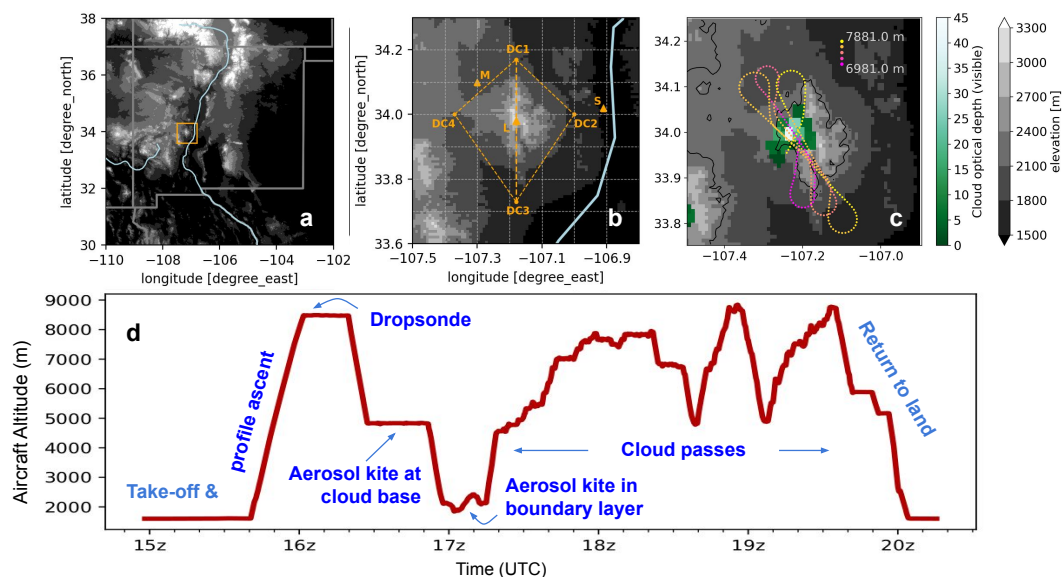 38
36
34
32
30
latitude [degree_north]
−110
−108
−106
−104
−102
longitude [degree_east]
a
34.2
34.0
33.8
33.6
latitude [degree_north]
DC1
M
S
DC4
L
DC2
DC3
−107.5
−107.3
−107.1
−106.9
longitude [degree_east]
b
34.2
34.1
34.0
33.9
33.8
7881.0 m
6981.0 m
−107.4
−107.2
−107.0
c
45
40
35
30
25
20
15
10
5
0
Cloud optical depth (visible)
3300
3000
2700
2400
2100
1800
1500
elevation [m]
d
9000
8000
7000
6000
5000
4000
3000
2000
Aircraft Altitude (m)
Take-off &
profile ascent
Dropsonde
Aerosol kite at
cloud base
Aerosol kite in
boundary layer
Cloud passes
Return to land
15z
16z
17z
18z
19z
20z
Time (UTC)